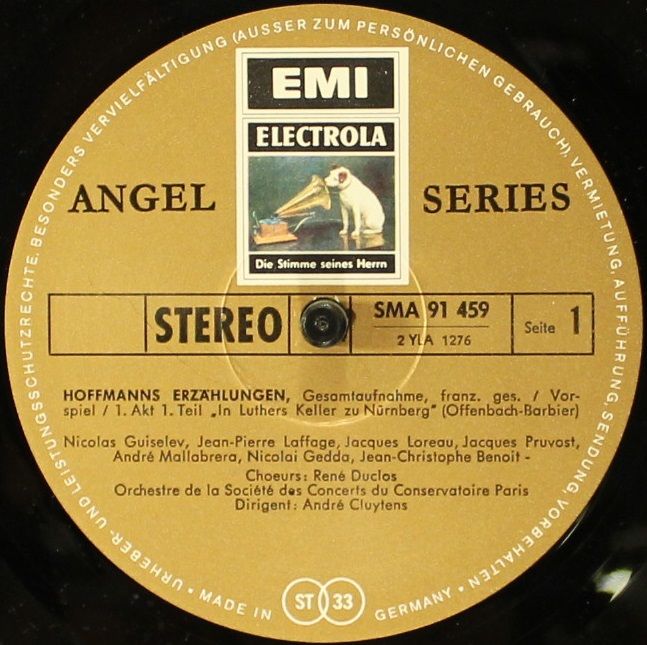 URHEBER- UND LEISTUNGSSCHUTZRECHTE, BESONDERS VERVIELFÄLTIGUNG (AUSSER ZUM PERSÖNLICHEN GEBRAUCH), VERMIETUNG, AUFFÜHRUNG, SENDUNG, VORBEHALTEN
EMI
ELECTROLA
ANGEL SERIES
Die Stimme seines Herrn
STEREO
SMA 91 459
2 YLA 1276
Seite 1
HOFFMANNS ERZÄHLUNGEN, Gesamtaufnahme, franz. ges. / Vor-
spiel / 1. Akt 1. Teil „In Luthers Keller zu Nürnberg" (Offenbach-Barbier)
Nicolas Guiselev, Jean-Pierre Laffage, Jacques Loreau, Jacques Pruvost,
André Mallabrera, Nicolai Gedda, Jean-Christophe Benoit -
Choeurs: René Duclos
Orchestre de la Société des Concerts du Conservatoire Paris
Dirigent: André Cluytens
• MADE IN ST 33 GERMANY •